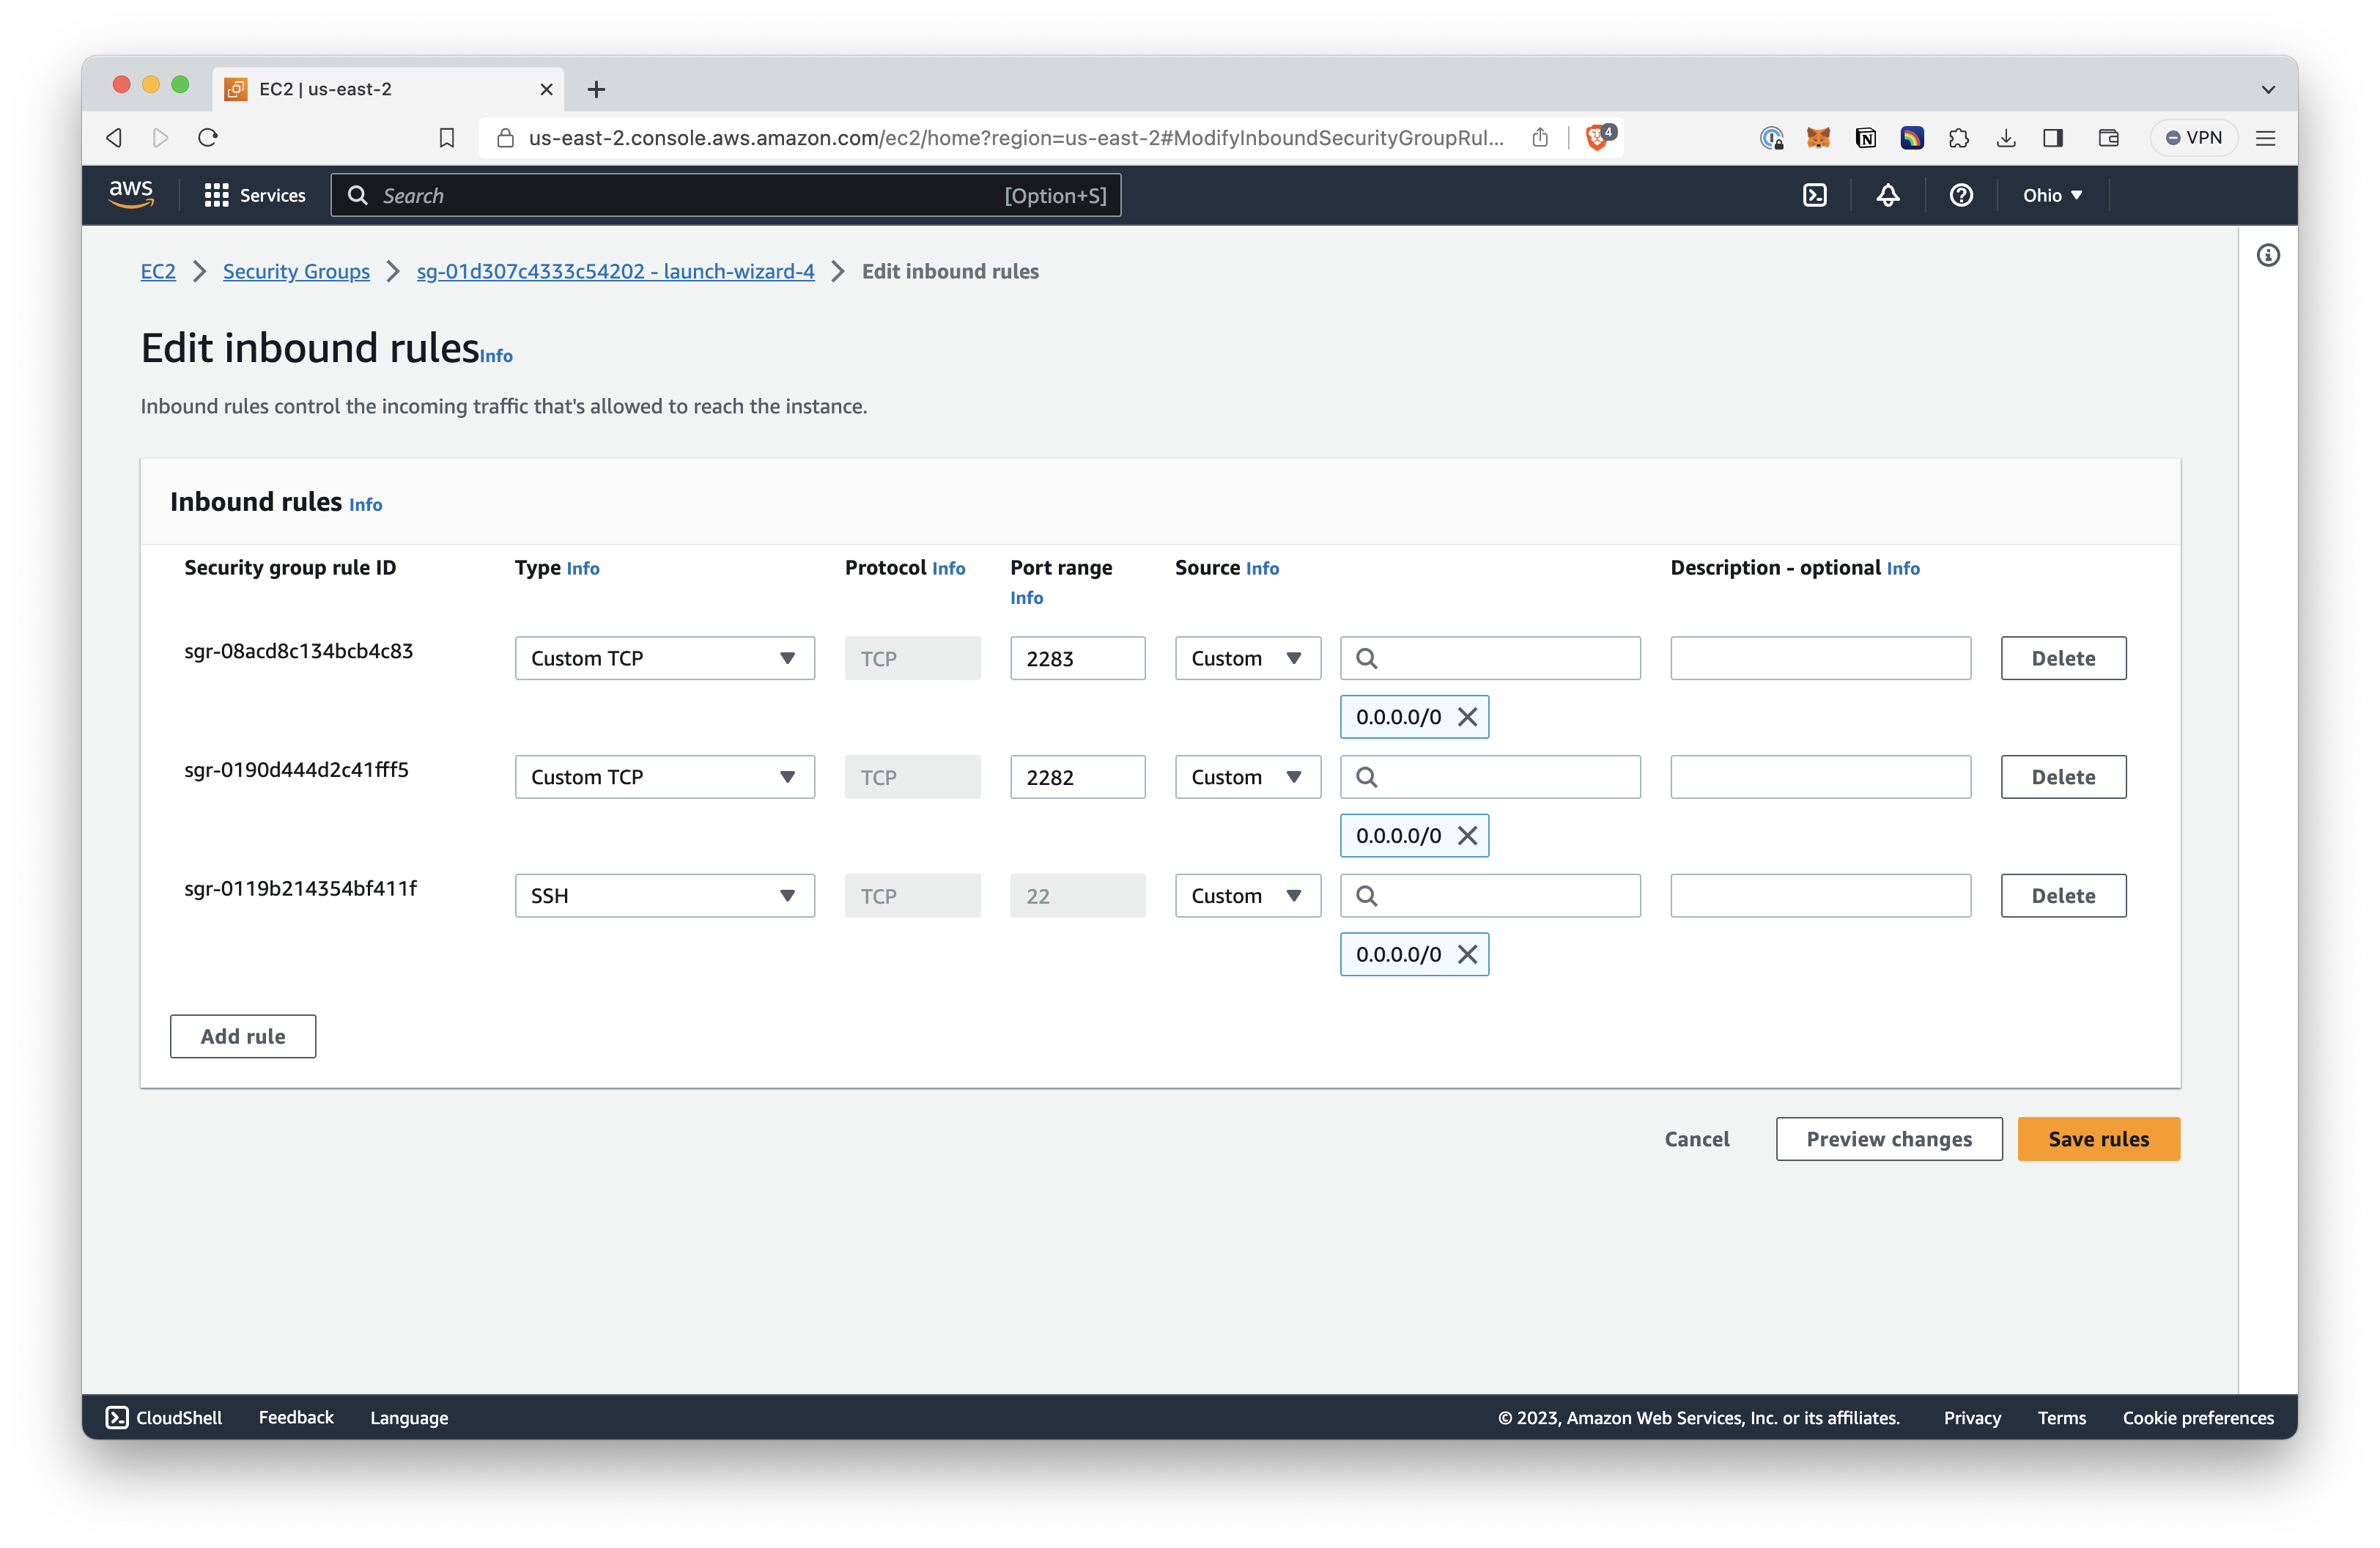 EC2 | us-east-2
us-east-2.console.aws.amazon.com/ec2/home?region=us-east-2#ModifyInboundSecurityGroupRul...
4
VPN
aws
Services
Search
[Option+S]
Ohio
EC2
Security Groups
sg-01d307c4333c54202 - launch-wizard-4
Edit inbound rules
Edit inbound rules Info
Inbound rules control the incoming traffic that's allowed to reach the instance.
Inbound rules Info
Security group rule ID
Type Info
Protocol Info
Port range
Info
Source Info
Description - optional Info
sgr-08acd8c134bcb4c83
Custom TCP
TCP
2283
Custom
Delete
0.0.0.0/0
sgr-0190d444d2c41fff5
Custom TCP
TCP
2282
Custom
Delete
0.0.0.0/0
sgr-0119b214354bf411f
SSH
TCP
22
Custom
Delete
0.0.0.0/0
Add rule
Cancel
Preview changes
Save rules
CloudShell
Feedback
Language
© 2023, Amazon Web Services, Inc. or its affiliates.
Privacy
Terms
Cookie preferences